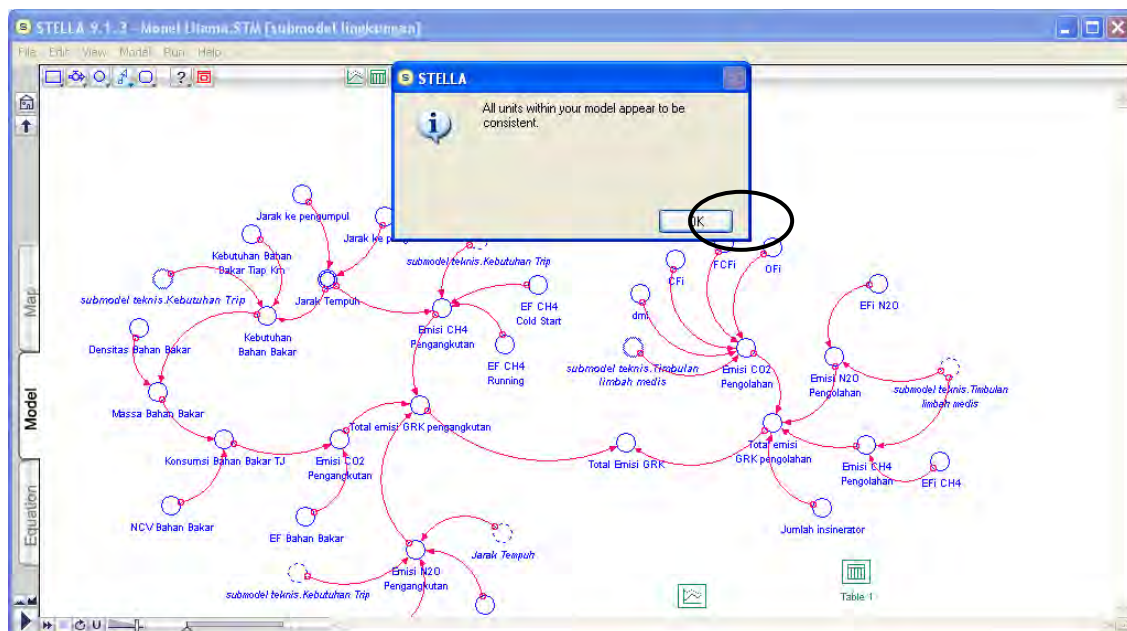 STELLA 9.1.3 - Model Utama.STM [submodel lingkungan]
File Edit View Model Run Help
?
STELLA
All units within your model appear to be
consistent.
OK
Map
Model
Equation
Jarak ke pengumpul
Jarak ke
Kebutuhan Bahan
Bakar Tiap Km
submodel teknis.Kebutuhan Trip
submodel teknis.Kebutuhan Trip
Jarak Tempuh
Kebutuhan
Bahan Bakar
Densitas Bahan Bakar
Massa Bahan Bakar
Konsumsi Bahan Bakar TJ
NCV Bahan Bakar
Emisi CO2
Pengangkutan
EF Bahan Bakar
Emisi CH4
Pengangkutan
EF CH4
Cold Start
EF CH4
Running
Total emisi GRK pengangkutan
Total Emisi GRK
Emisi N2O
Pengangkutan
Jarak Tempuh
submodel teknis.Kebutuhan Trip
FCFi
OFi
CFi
dmi
submodel teknis.Timbulan
limbah medis
Emisi CO2
Pengolahan
EFi N2O
Emisi N2O
Pengolahan
submodel teknis.Timbulan
limbah medis
Total emisi
GRK pengolahan
Emisi CH4
Pengolahan
EFi CH4
Jumlah insinerator
Table 1
U